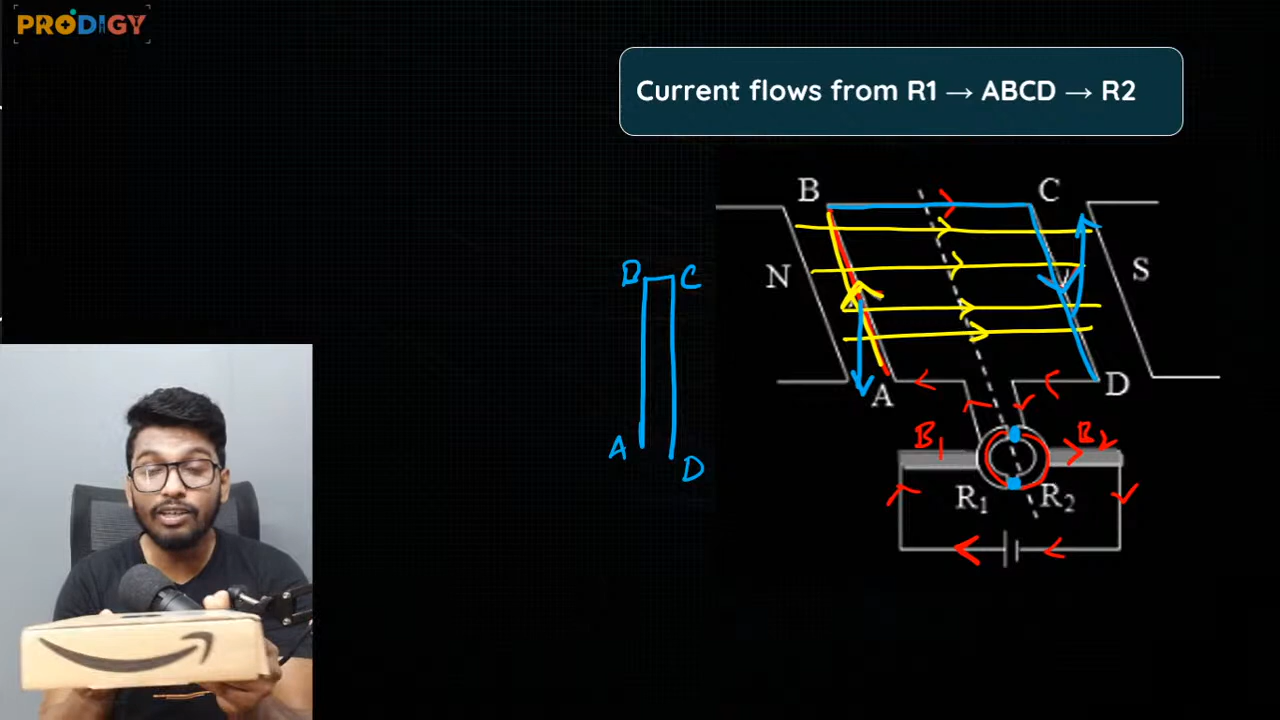 PRODIGY
Current flows from R1 → ABCD → R2
B C
N S
B C
A D
A D
B1 B2
R1 R2